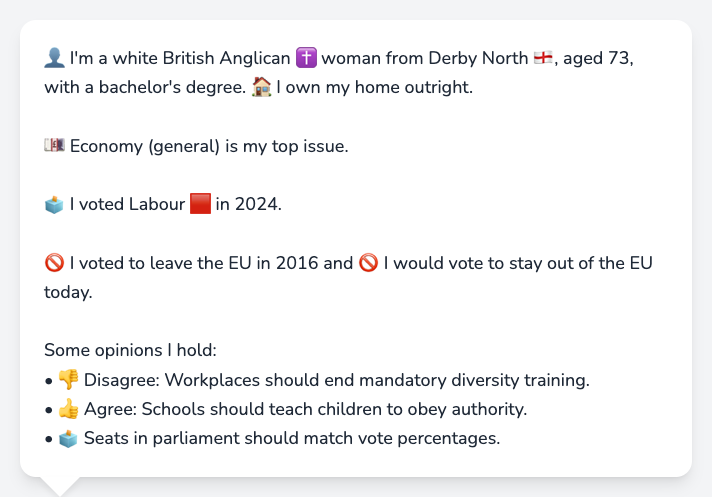 👤 I'm a white British Anglican ✝️ woman from Derby North 🏴󠁧󠁢󠁥󠁮󠁧󠁿, aged 73,
with a bachelor's degree. 🏠 I own my home outright.
💷 Economy (general) is my top issue.
🗳️ I voted Labour 🟥 in 2024.
🚫 I voted to leave the EU in 2016 and 🚫 I would vote to stay out of the EU
today.
Some opinions I hold:
• 👎 Disagree: Workplaces should end mandatory diversity training.
• 👍 Agree: Schools should teach children to obey authority.
• 🗳️ Seats in parliament should match vote percentages.